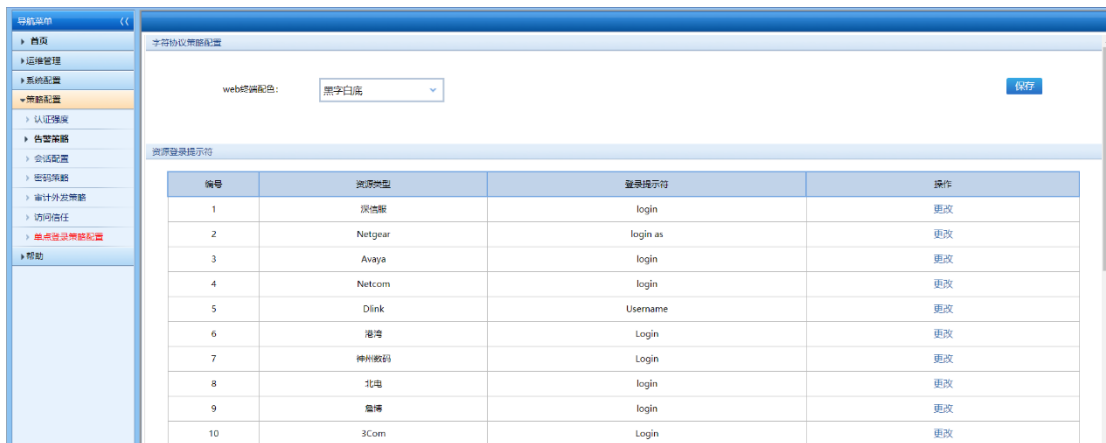 导航菜单
首页
运维管理
系统配置
策略配置
认证强度
告警策略
会话配置
密码策略
审计外发策略
访问信任
单点登录策略配置
帮助
字符协议策略配置
web终端配色： 黑字白底 保存
资源登录提示符
编号 资源类型 登录提示符 操作
1 深信服 login 更改
2 Netgear login as 更改
3 Avaya login 更改
4 Netcom login 更改
5 Dlink Username 更改
6 港湾 Login 更改
7 神州数码 Login 更改
8 北电 login 更改
9 詹博 login 更改
10 3Com Login 更改